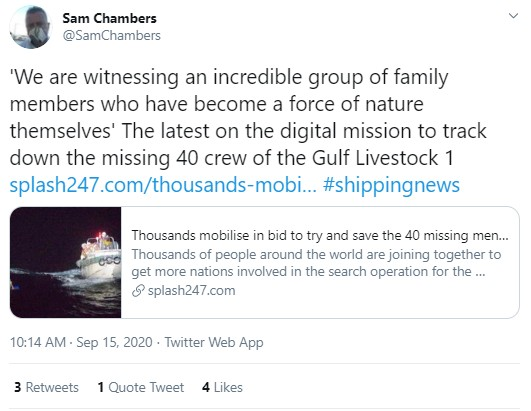 Sam Chambers
@SamChambers
'We are witnessing an incredible group of family
members who have become a force of nature
themselves' The latest on the digital mission to track
down the missing 40 crew of the Gulf Livestock 1
splash247.com/thousands-mobi... #shippingnews
Thousands mobilise in bid to try and save the 40 missing men...
Thousands of people around the world are joining together to
get more nations involved in the search operation for the ...
splash247.com
10:14 AM · Sep 15, 2020 · Twitter Web App
3 Retweets 1 Quote Tweet 4 Likes